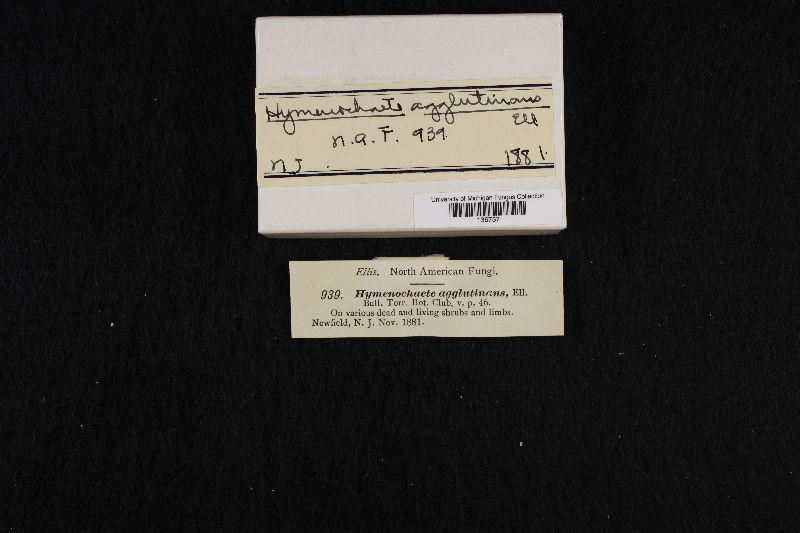 Hymenochaete agglutinans
Ell
N.A.F. 939
NJ. 1881.
University of Michigan Fungus Collection
Ellis. North American Fungi.
939. Hymenochaete agglutinans, Ell.
Bull. Torr. Bot. Club, v. p. 46.
On various dead and living shrubs and limbs.
Newfield, N. J. Nov. 1881.